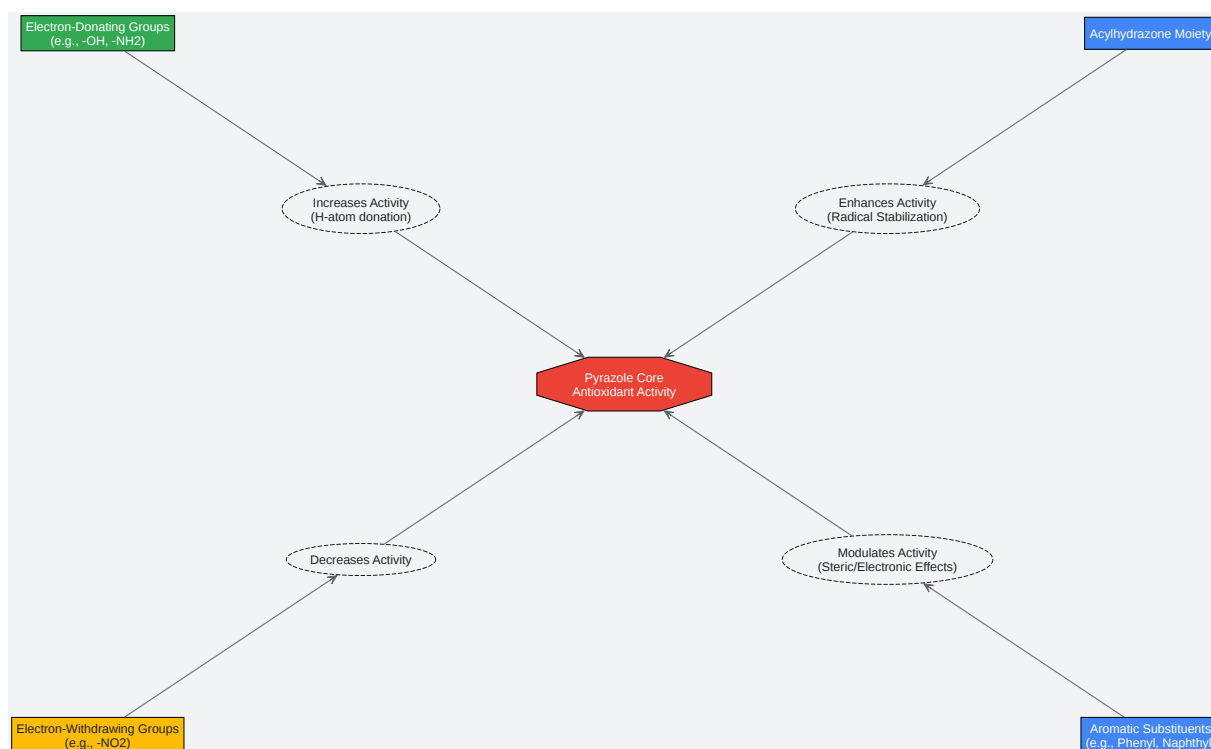 Electron-Donating Groups
(e.g., -OH, -NH2)
Acylhydrazone Moiety
Increases Activity
(H-atom donation)
Enhances Activity
(Radical Stabilization)
Pyrazole Core
Antioxidant Activity
Decreases Activity
Modulates Activity
(Steric/Electronic Effects)
Electron-Withdrawing Groups
(e.g., -NO2)
Aromatic Substituents
(e.g., Phenyl, Naphthyl